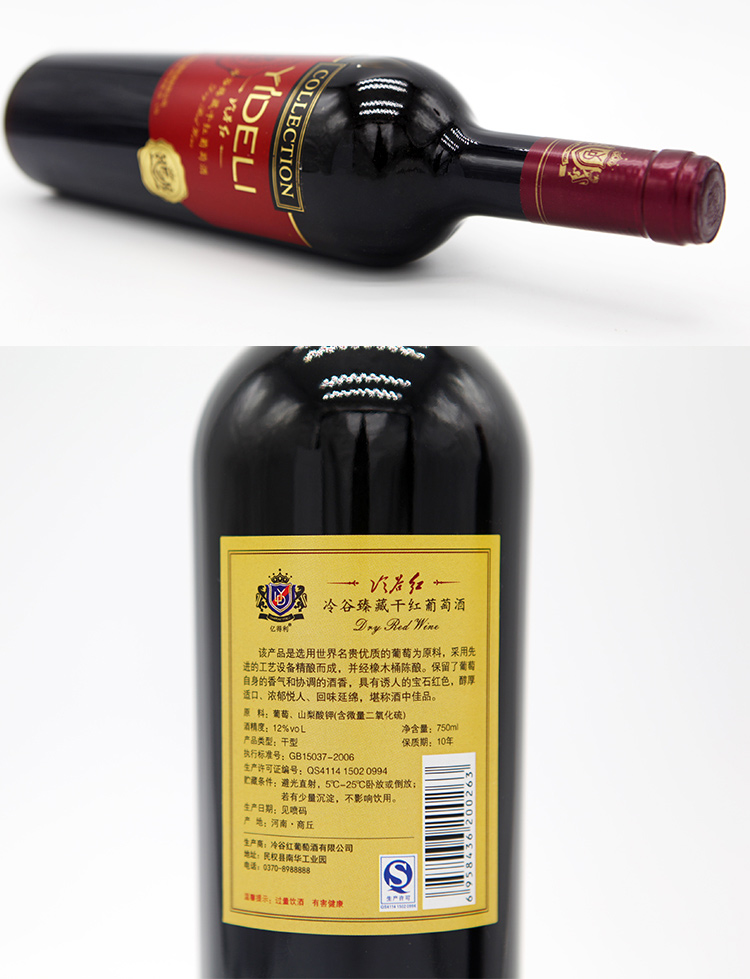 COLLECTION
YIDELI
冷谷红
冷谷臻藏干红葡萄酒
Dry Red Wine
亿得利
该产品是选用世界名贵优质的葡萄为原料，采用先
进的工艺设备精酿而成，并经橡木桶陈酿。保留了葡萄
自身的香气和协调的酒香，具有诱人的宝石红色，醇厚
适口、浓郁悦人、回味延绵，堪称酒中佳品。
原 料：葡萄、山梨酸钾(含微量二氧化硫)
酒精度：12%voL 净含量：750ml
产品类型：干型 保质期：10年
执行标准号：GB15037-2006
生产许可证编号：QS4114 1502 0994
贮藏条件：避光直射，5℃-25℃卧放或倒放；
若有少量沉淀，不影响饮用。
生产日期：见喷码
产 地：河南·商丘
生产商：冷谷红葡萄酒有限公司
地址：民权县南华工业园
电话：0370-8988888
温馨提示：过量饮酒 有害健康
生产许可
QS4114 1502 0994
6 958436 200263